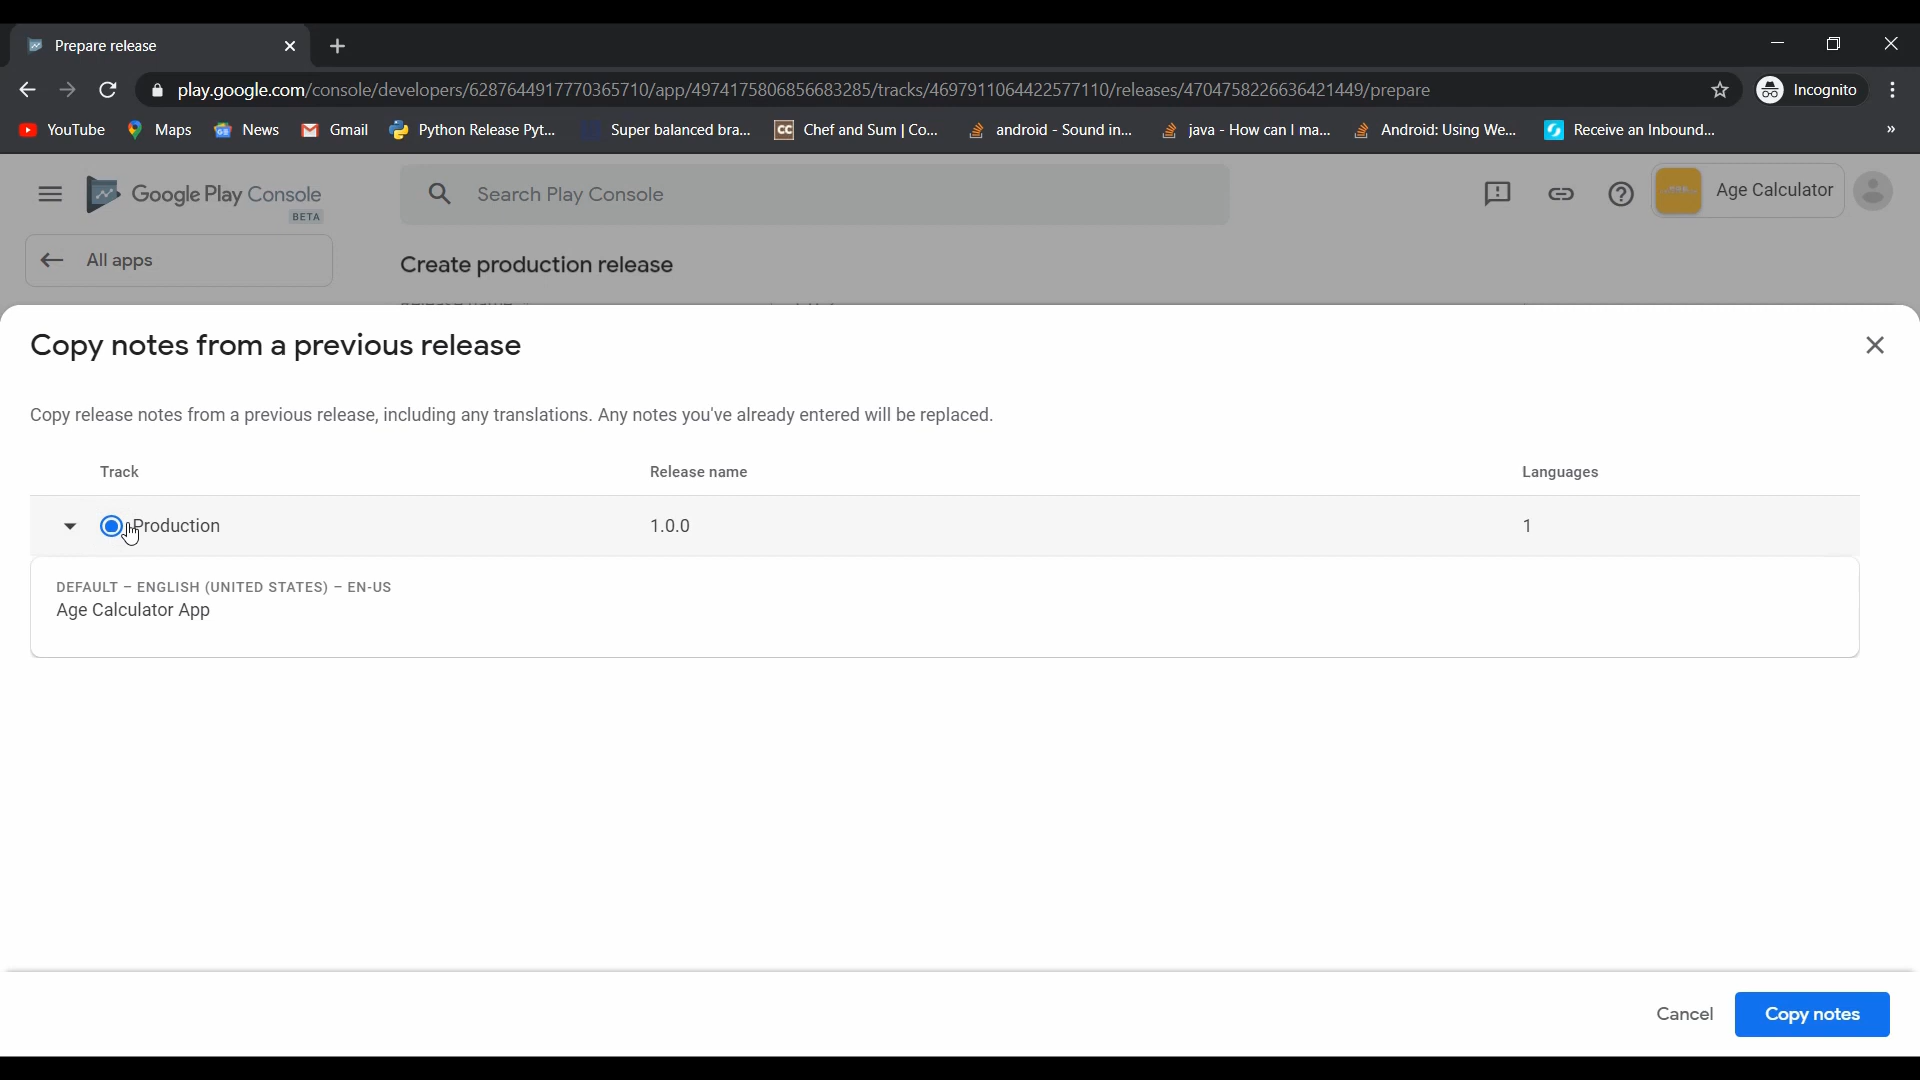 Prepare release
play.google.com/console/developers/6287644917770365710/app/4974175806856683285/tracks/4697911064422577110/releases/4704758226636421449/prepare
Incognito
YouTube Maps News Gmail Python Release Pyt... Super balanced bra... Chef and Sum | Co... android - Sound in... java - How can I ma... Android: Using We... Receive an Inbound... »
Google Play Console
BETA
Search Play Console
Age Calculator
All apps
Create production release
Copy notes from a previous release
Copy release notes from a previous release, including any translations. Any notes you've already entered will be replaced.
Track Release name Languages
Production 1.0.0 1
DEFAULT – ENGLISH (UNITED STATES) – EN-US
Age Calculator App
Cancel Copy notes